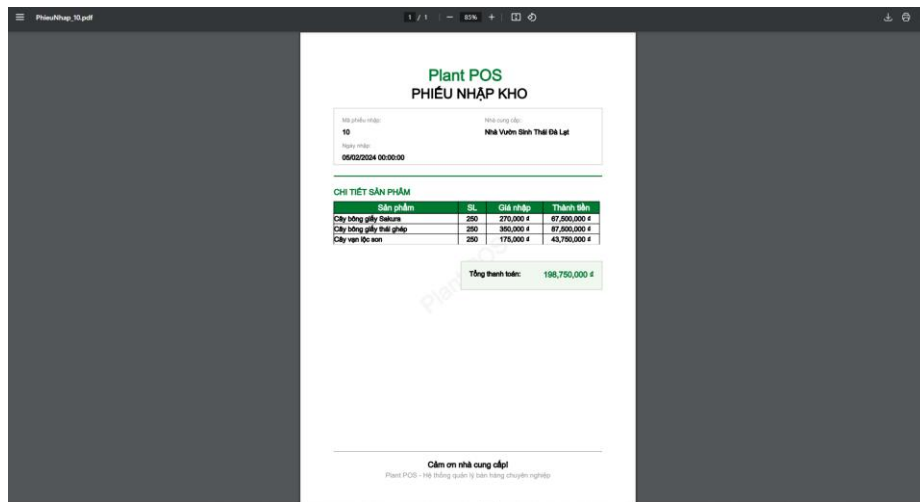 PhieuNhap_10.pdf
1 / 1
83%
Plant POS
PHIẾU NHẬP KHO
Mã phiếu nhập: Nhà cung cấp:
10 Nhà Vườn Sinh Thái Đà Lạt
Ngày nhập:
05/02/2024 00:00:00
CHI TIẾT SẢN PHẨM
Sản phẩm SL Giá nhập Thành tiền
Cây bông giấy Sakura 250 270,000 ₫ 67,500,000 ₫
Cây bông giấy thái ghép 250 350,000 ₫ 87,500,000 ₫
Cây vạn lộc son 250 175,000 ₫ 43,750,000 ₫
Plant POS
Tổng thanh toán: 198,750,000 ₫
Cảm ơn nhà cung cấp!
Plant POS - Hệ thống quản lý bán hàng chuyên nghiệp